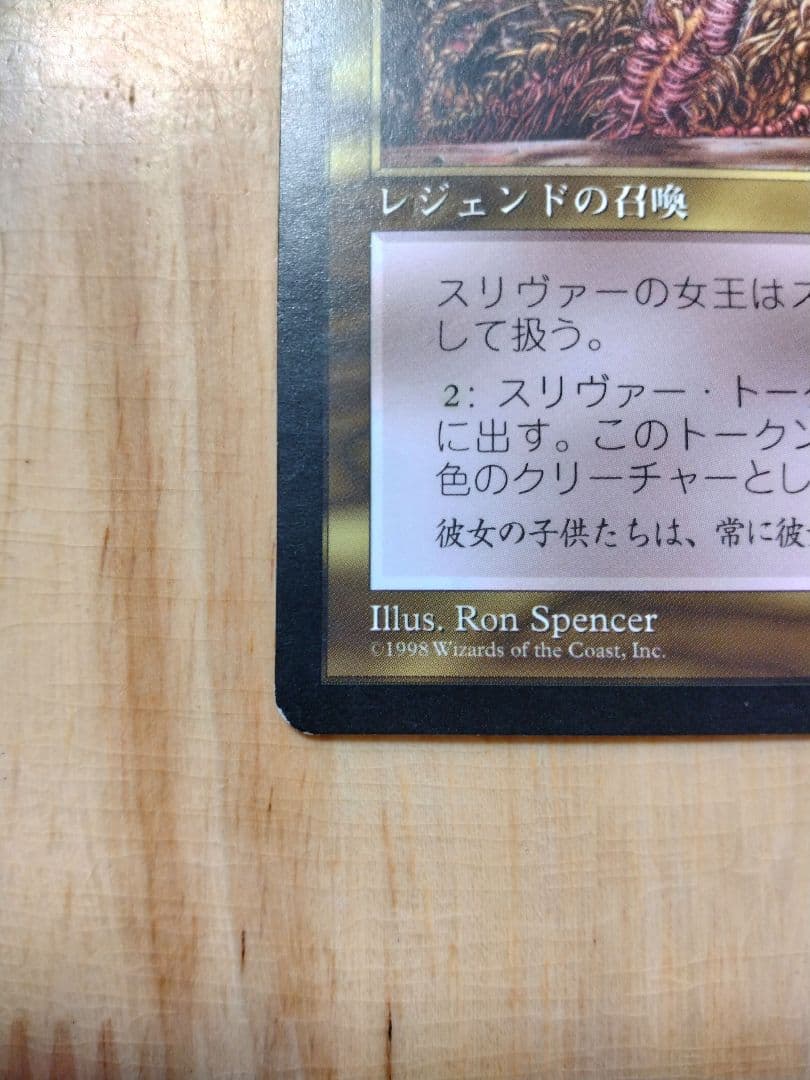 レジェンドの召喚
スリヴァーの女王はス
して扱う。
2: スリヴァー・トーク
に出す。このトークン
色のクリーチャーとし
彼女の子供たちは、常に彼
Illus. Ron Spencer
©1998 Wizards of the Coast, Inc.